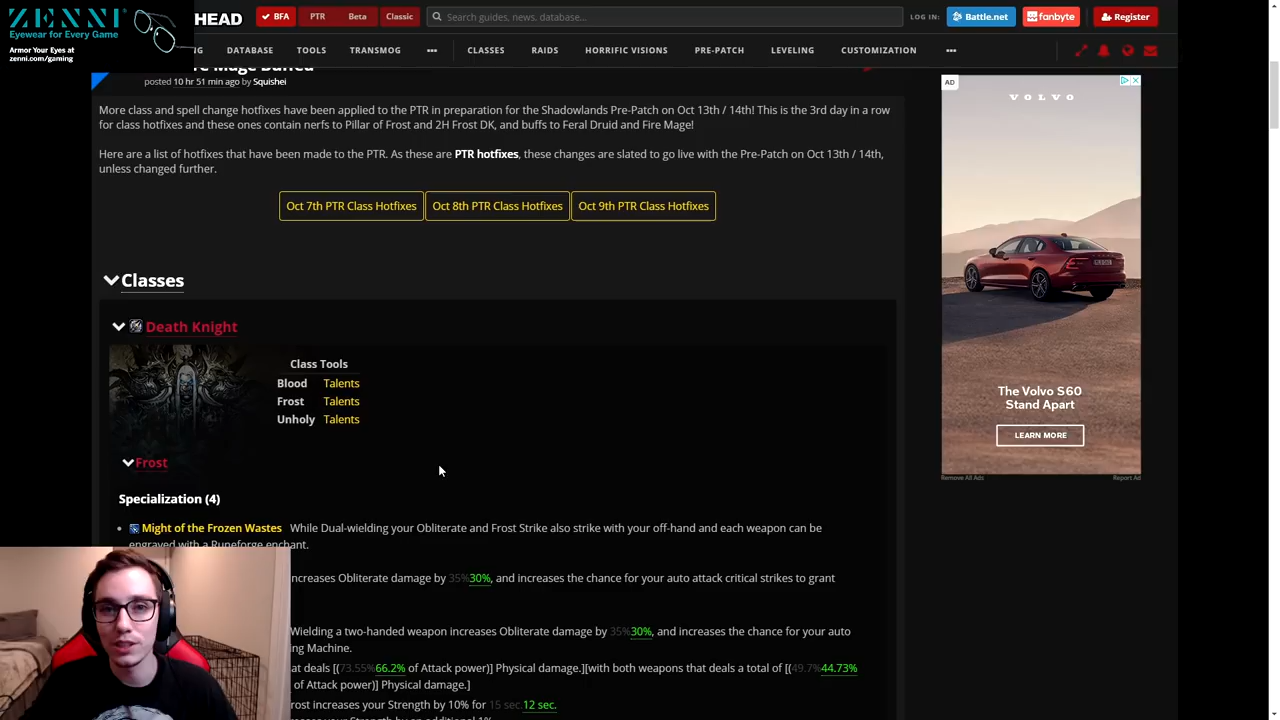 ZENNI
Eyewear for Every Game
Armor Your Eyes at
zenni.com/gaming
HEAD
BFA
PTR
Beta
Classic
Search guides, news, database...
LOG IN:
Battle.net
fanbyte
Register
NG
DATABASE
TOOLS
TRANSMOG
•••
CLASSES
RAIDS
HORRIFIC VISIONS
PRE-PATCH
LEVELING
CUSTOMIZATION
•••
posted 10 hr 51 min ago by Squishei
More class and spell change hotfixes have been applied to the PTR in preparation for the Shadowlands Pre-Patch on Oct 13th / 14th! This is the 3rd day in a row
for class hotfixes and these ones contain nerfs to Pillar of Frost and 2H Frost DK, and buffs to Feral Druid and Fire Mage!
Here are a list of hotfixes that have been made to the PTR. As these are PTR hotfixes, these changes are slated to go live with the Pre-Patch on Oct 13th / 14th,
unless changed further.
Oct 7th PTR Class Hotfixes
Oct 8th PTR Class Hotfixes
Oct 9th PTR Class Hotfixes
Classes
Death Knight
Class Tools
Blood Talents
Frost Talents
Unholy Talents
Frost
Specialization (4)
Might of the Frozen Wastes While Dual-wielding your Obliterate and Frost Strike also strike with your off-hand and each weapon can be
engraved with a Runeforge enchant.
increases Obliterate damage by 35%30%, and increases the chance for your auto attack critical strikes to grant
Wielding a two-handed weapon increases Obliterate damage by 35%30%, and increases the chance for your auto
ng Machine.
at deals [(73.55%66.2% of Attack power)] Physical damage.][with both weapons that deals a total of [(49.7%44.73%
of Attack power)] Physical damage.]
rost increases your Strength by 10% for 15 sec.12 sec.
AD
VOLVO
The Volvo S60
Stand Apart
LEARN MORE
Remove All Ads
Report Ad